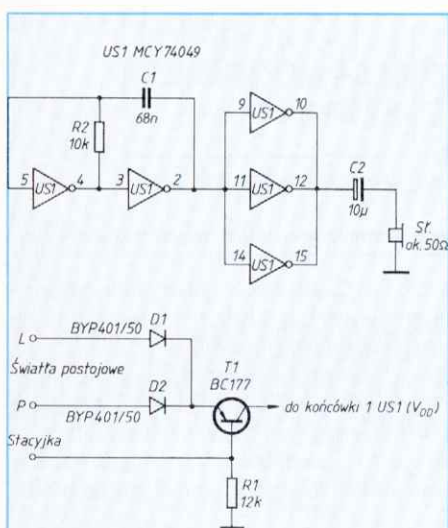 US1 MCY74049
C1
68n
R2
10k
5 US1 4
3 US1 2
9 US1 10
11 US1 12
14 US1 15
C2
10μ
Sł.
ok. 50Ω
L BYP401/50 D1
Światła postojowe
P BYP401/50 D2
T1
BC177
do końcówki 1 US1 (VDD)
Stacyjka
R1
12k